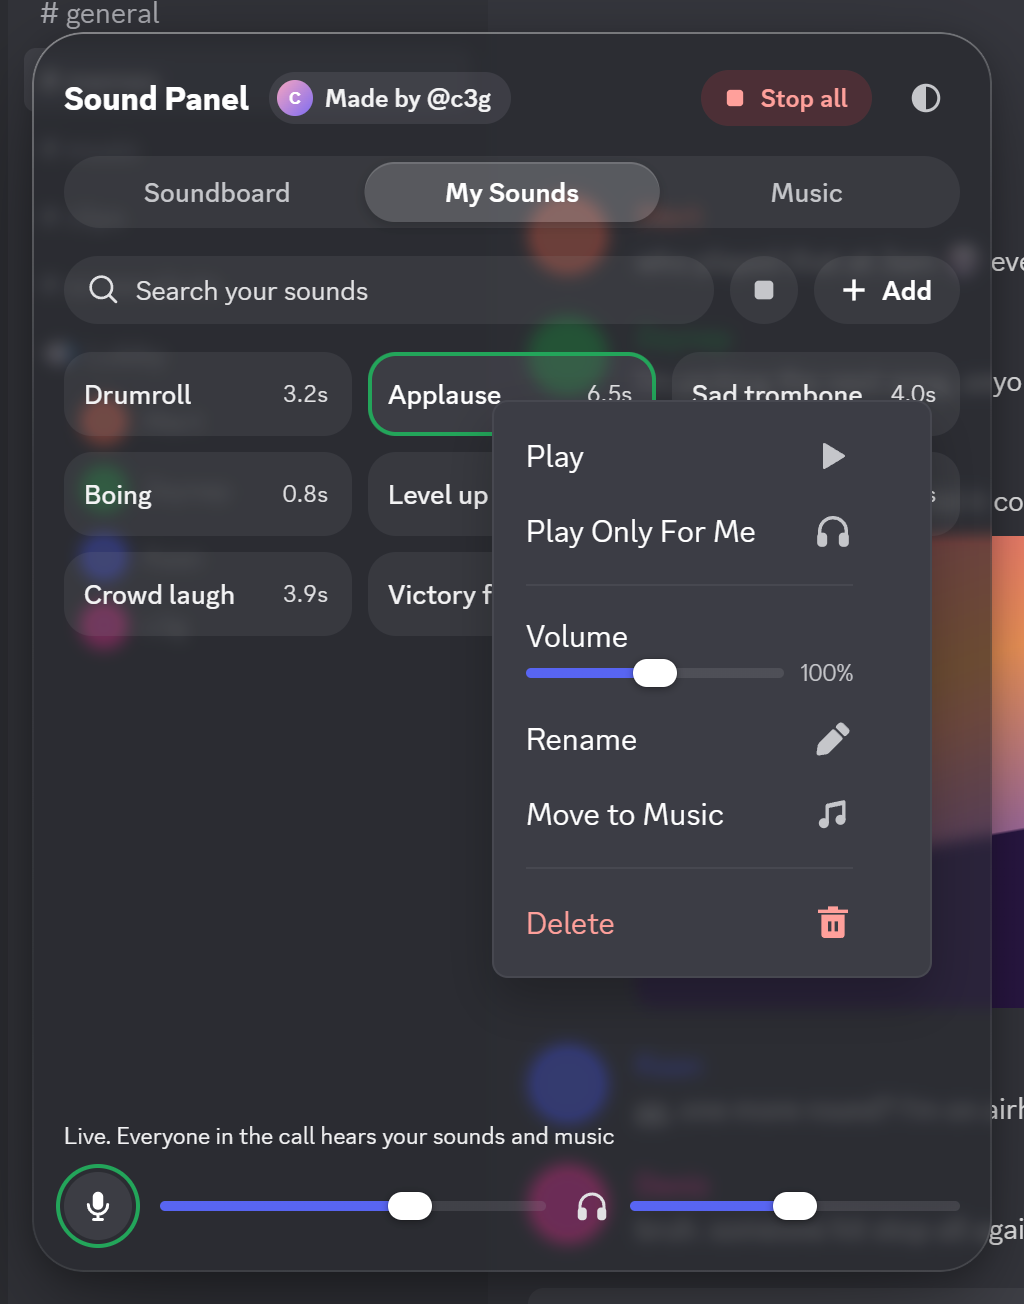 # general
Sound Panel
C Made by @c3g
Stop all
Soundboard
My Sounds
Music
Search your sounds
Add
Drumroll 3.2s
Applause 6.5s
Sad trombone 4.0s
Boing 0.8s
Level up
Crowd laugh 3.9s
Victory f
Play
Play Only For Me
Volume
100%
Rename
Move to Music
Delete
Live. Everyone in the call hears your sounds and music